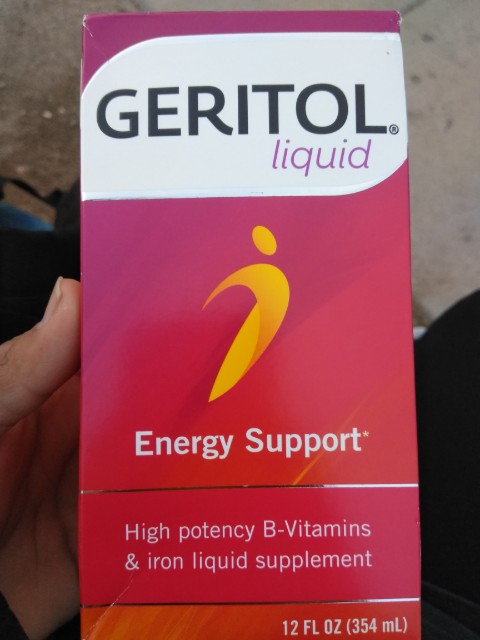 GERITOL®
liquid
Energy Support*
High potency B-Vitamins
& iron liquid supplement
12 FL OZ (354 mL)